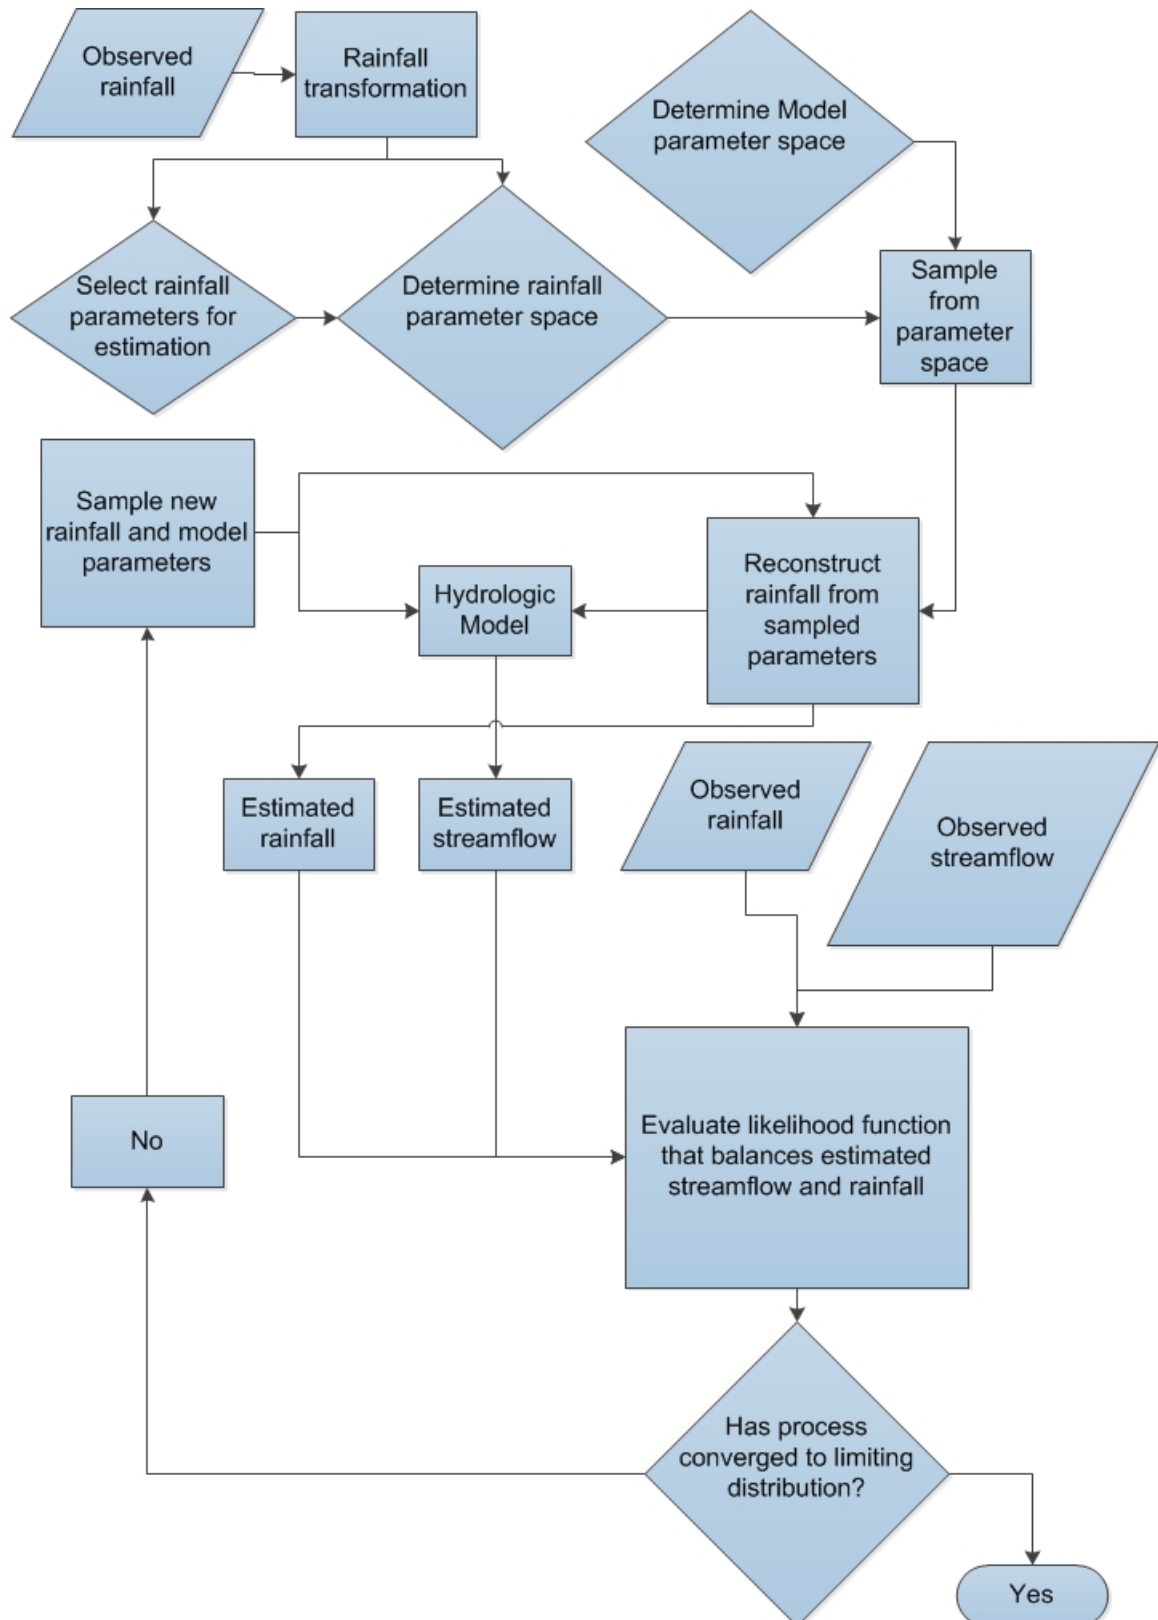 Observed
rainfall
Rainfall
transformation
Determine Model
parameter space
Select rainfall
parameters for
estimation
Determine rainfall
parameter space
Sample
from
parameter
space
Sample new
rainfall and model
parameters
Hydrologic
Model
Reconstruct
rainfall from
sampled
parameters
Estimated
rainfall
Estimated
streamflow
Observed
rainfall
Observed
streamflow
No
Evaluate likelihood function
that balances estimated
streamflow and rainfall
Has process
converged to limiting
distribution?
Yes